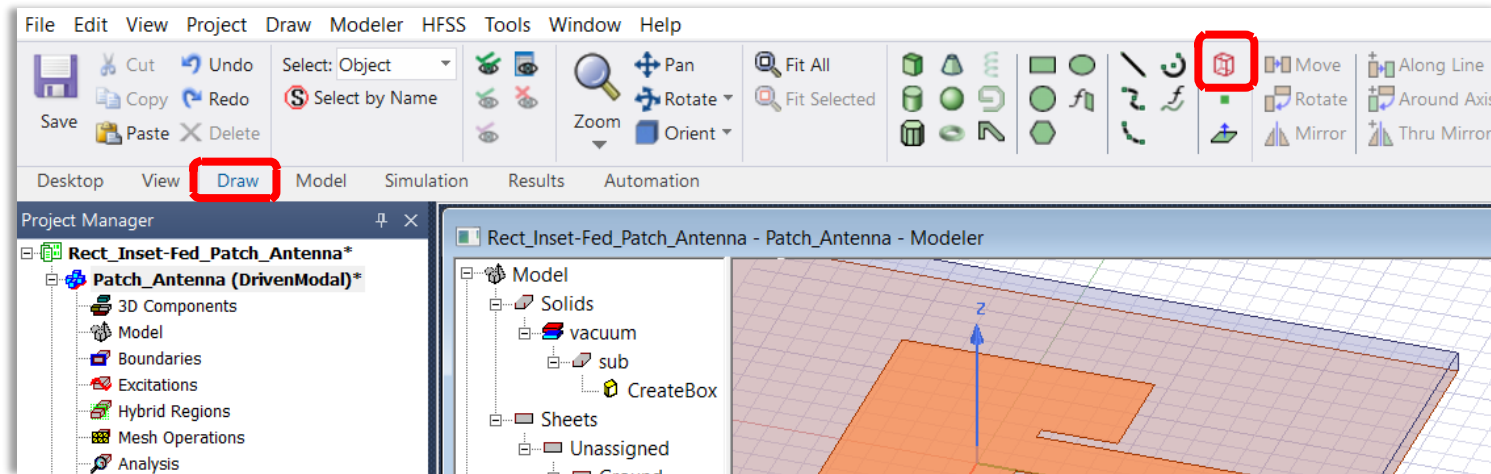 File Edit View Project Draw Modeler HFSS Tools Window Help
Save
Cut Undo
Copy Redo
Paste Delete
Select: Object
Select by Name
Zoom
Pan
Rotate
Orient
Fit All
Fit Selected
Move
Rotate
Mirror
Along Line
Around Axis
Thru Mirror
Desktop View Draw Model Simulation Results Automation
Project Manager
Rect_Inset-Fed_Patch_Antenna*
Patch_Antenna (DrivenModal)*
3D Components
Model
Boundaries
Excitations
Hybrid Regions
Mesh Operations
Analysis
Rect_Inset-Fed_Patch_Antenna - Patch_Antenna - Modeler
Model
Solids
vacuum
sub
CreateBox
Sheets
Unassigned
Ground
Z